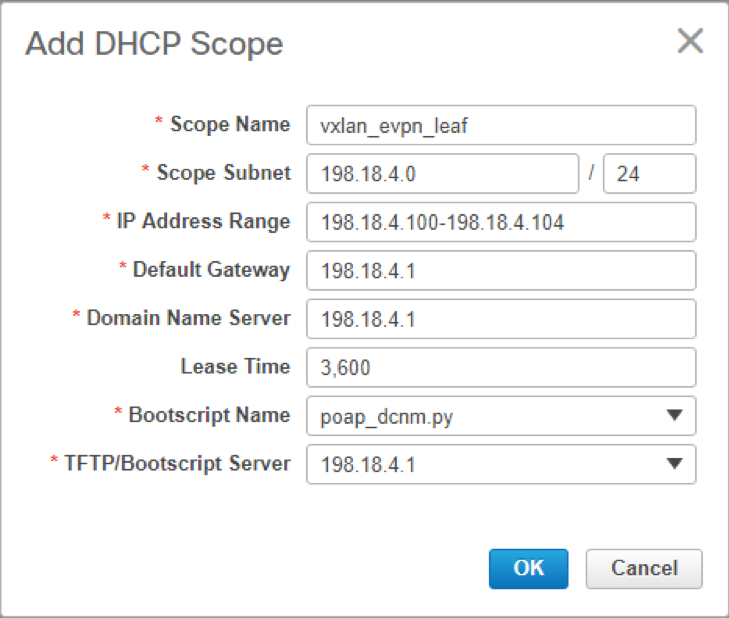 Add DHCP Scope
* Scope Name vxlan_evpn_leaf
* Scope Subnet 198.18.4.0 / 24
* IP Address Range 198.18.4.100-198.18.4.104
* Default Gateway 198.18.4.1
* Domain Name Server 198.18.4.1
Lease Time 3,600
* Bootscript Name poap_dcnm.py
* TFTP/Bootscript Server 198.18.4.1
OK Cancel